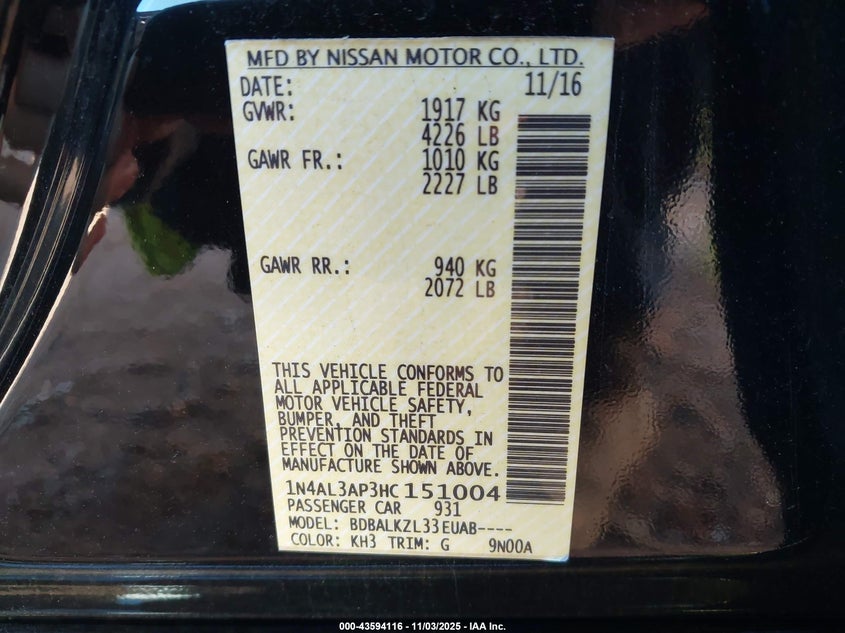 MFD BY NISSAN MOTOR CO., LTD.
DATE: 11/16
GVWR: 1917 KG
4226 LB
GAWR FR.: 1010 KG
2227 LB
GAWR RR.: 940 KG
2072 LB
THIS VEHICLE CONFORMS TO
ALL APPLICABLE FEDERAL
MOTOR VEHICLE SAFETY,
BUMPER, AND THEFT
PREVENTION STANDARDS IN
EFFECT ON THE DATE OF
MANUFACTURE SHOWN ABOVE.
1N4AL3AP3HC151004
PASSENGER CAR 931
MODEL: BDBALKZL33EUAB----
COLOR: KH3 TRIM: G 9N00A
000-43594116 - 11/03/2025 - IAA Inc.